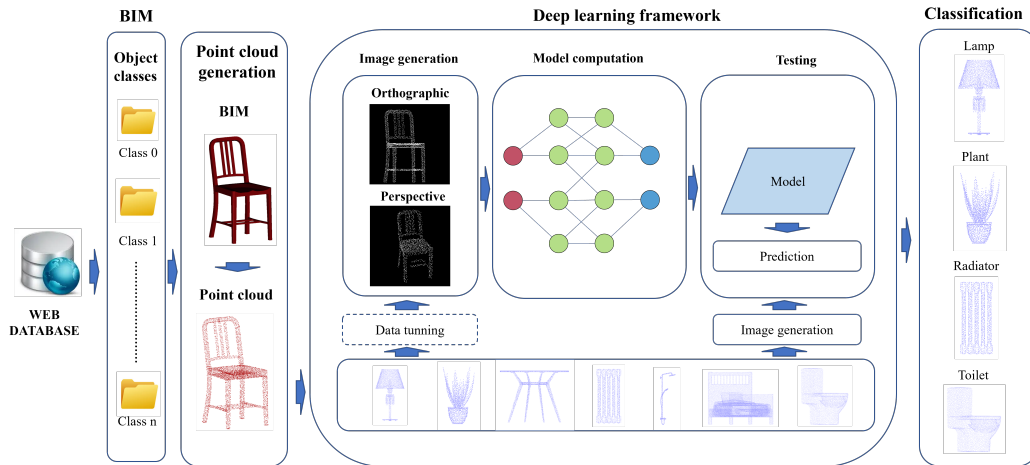 BIM
Deep learning framework
Classification
Object
classes
Class 0
Class 1
Class n
WEB
DATABASE
Point cloud
generation
BIM
Point cloud
Image generation
Orthographic
Perspective
Data tunning
Model computation
Testing
Model
Prediction
Image generation
Lamp
Plant
Radiator
Toilet